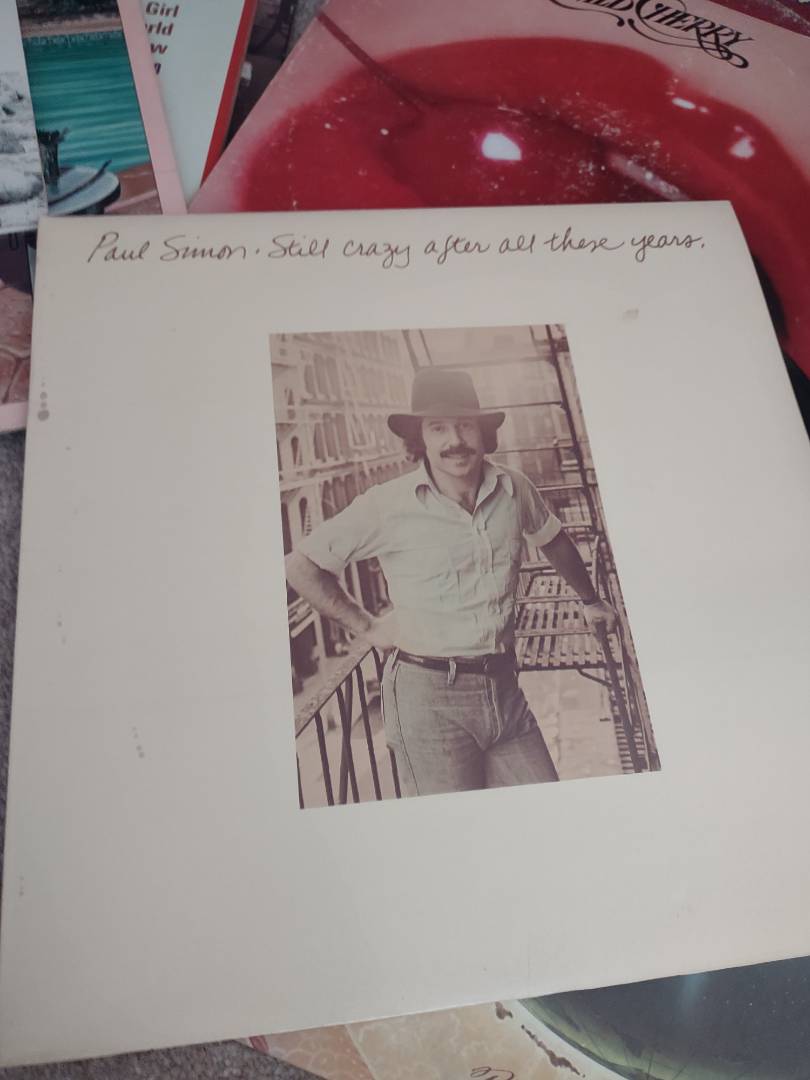 Girl
CHERRY
Paul Simon · Still crazy after all these years.